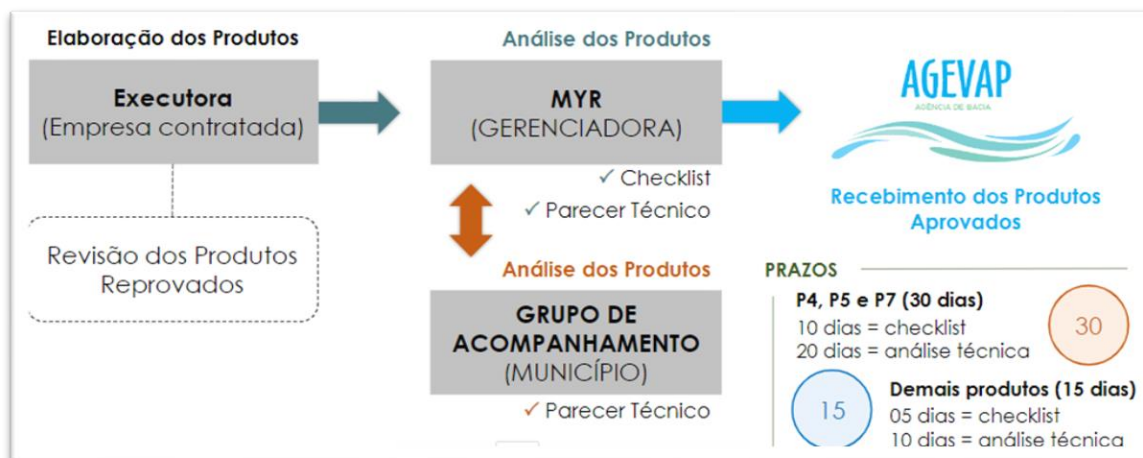 Elaboração dos Produtos
Executora
(Empresa contratada)
Revisão dos Produtos
Reprovados
Análise dos Produtos
MYR
(GERENCIADORA)
✓ Checklist
✓ Parecer Técnico
Análise dos Produtos
GRUPO DE
ACOMPANHAMENTO
(MUNICÍPIO)
✓ Parecer Técnico
AGEVAP
AGÊNCIA DE BACIA
Recebimento dos Produtos
Aprovados
PRAZOS
P4, P5 e P7 (30 dias)
10 dias = checklist
20 dias = análise técnica
30
15
Demais produtos (15 dias)
05 dias = checklist
10 dias = análise técnica